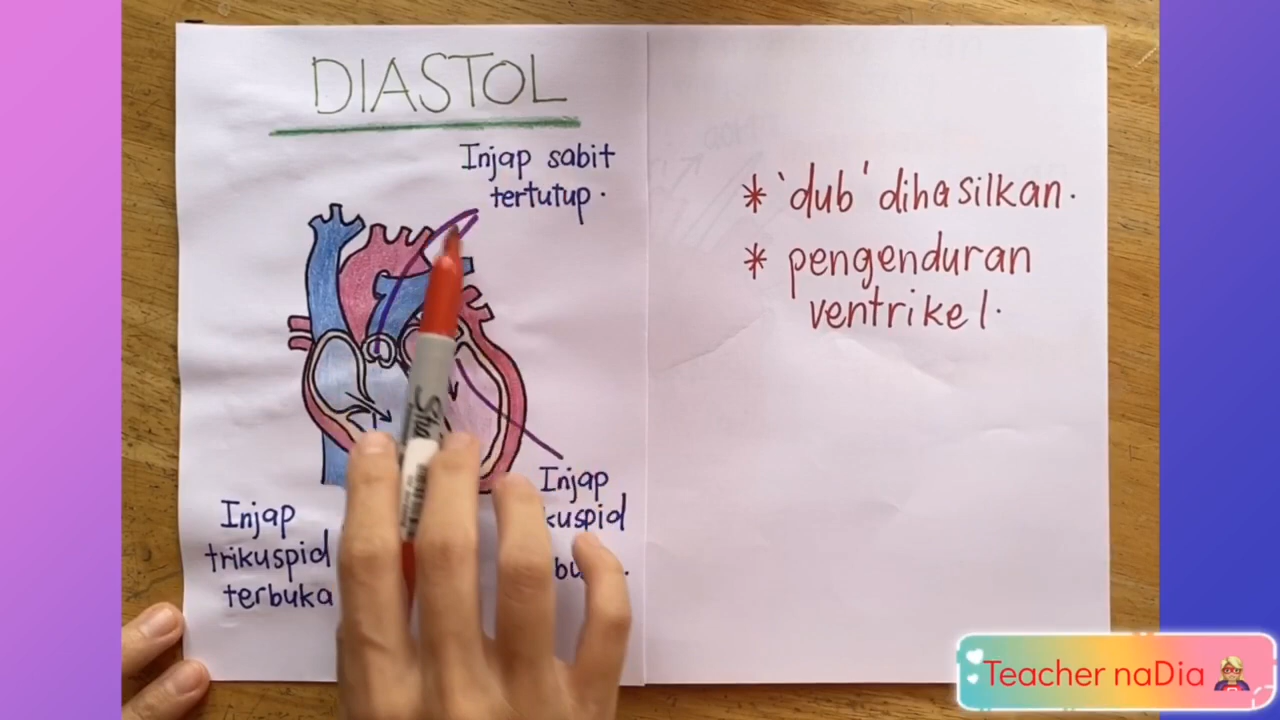 DIASTOL
Injap sabit
tertutup.
Injap
trikuspid
terbuka
Injap
* 'dub' dihasilkan.
* pengenduran
ventrikel.
Teacher naDia